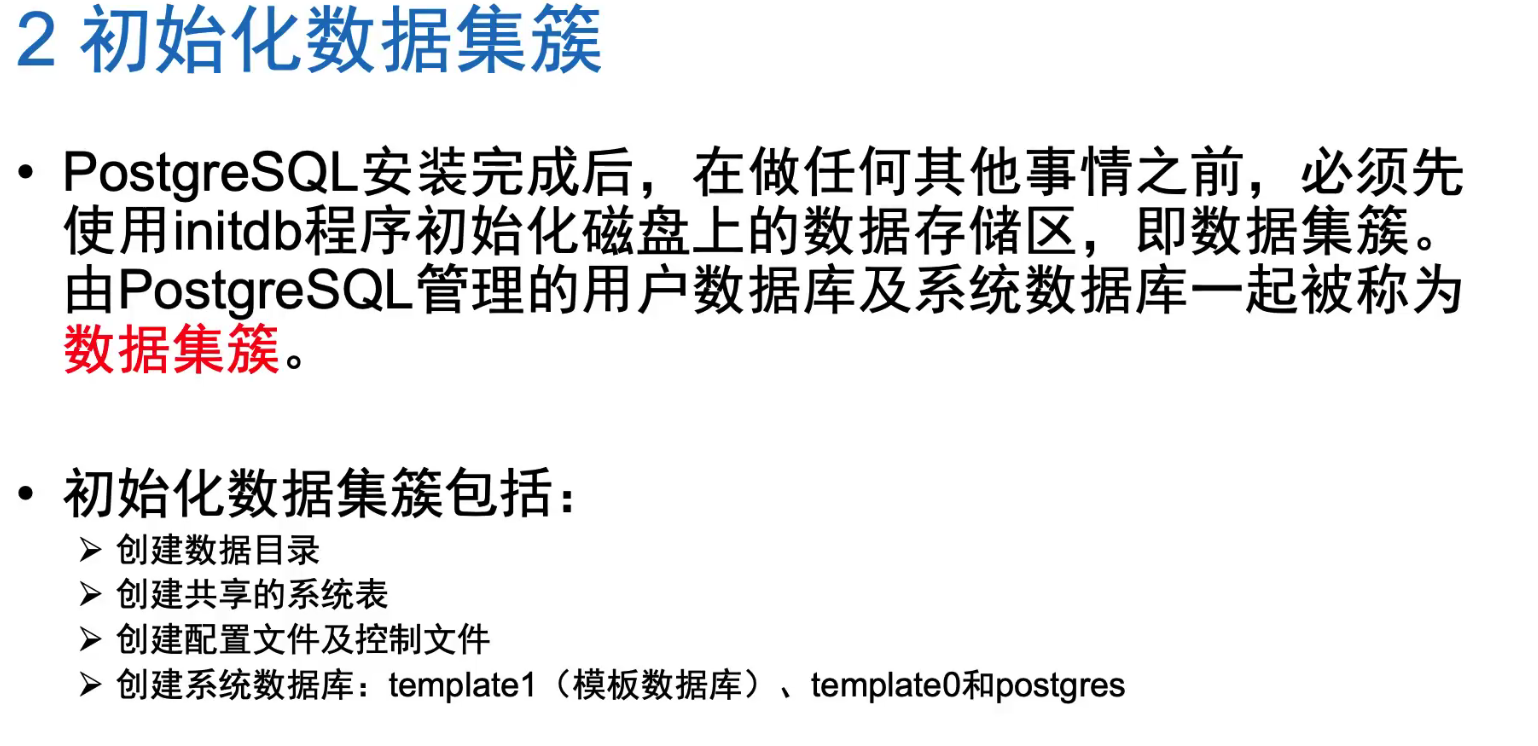 2 初始化数据集簇
• PostgreSQL安装完成后，在做任何其他事情之前，必须先
使用initdb程序初始化磁盘上的数据存储区，即数据集簇。
由PostgreSQL管理的用户数据库及系统数据库一起被称为
数据集簇。
• 初始化数据集簇包括：
➢ 创建数据目录
➢ 创建共享的系统表
➢ 创建配置文件及控制文件
➢ 创建系统数据库：template1（模板数据库）、template0和postgres